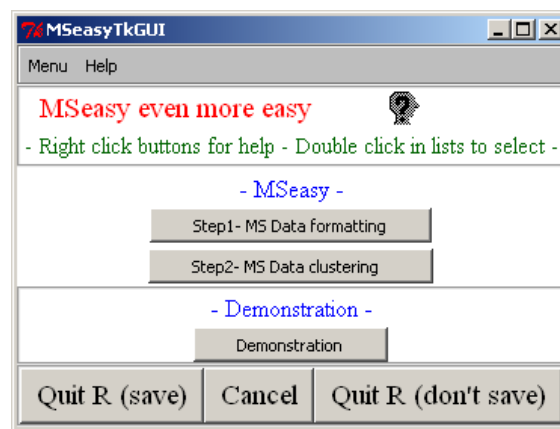 MSeasyTkGUI
Menu Help
MSeasy even more easy
- Right click buttons for help - Double click in lists to select -
- MSeasy -
Step1- MS Data formatting
Step2- MS Data clustering
- Demonstration -
Demonstration
Quit R (save) Cancel Quit R (don't save)